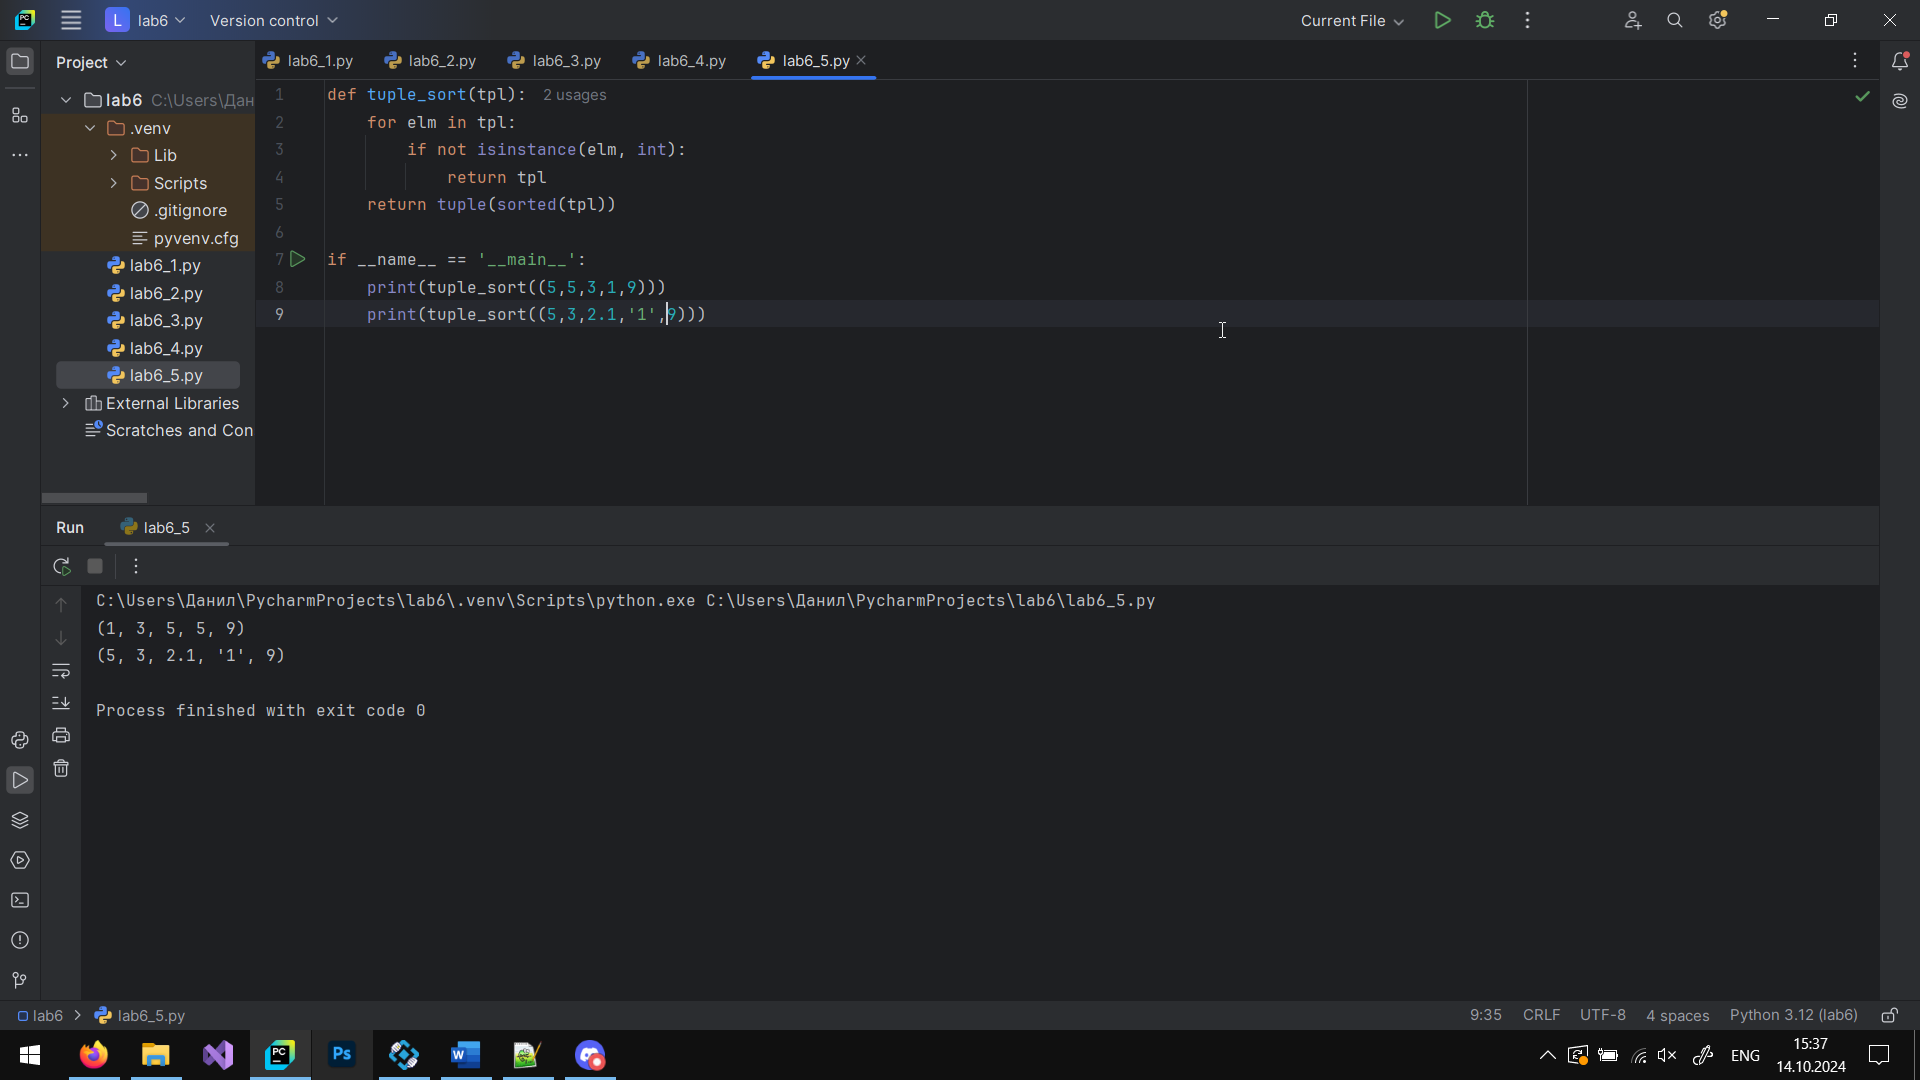 PC
L lab6 Version control Current File
Project lab6_1.py lab6_2.py lab6_3.py lab6_4.py lab6_5.py
lab6 C:\Users\Дан
.venv
Lib
Scripts
.gitignore
pyvenv.cfg
lab6_1.py
lab6_2.py
lab6_3.py
lab6_4.py
lab6_5.py
External Libraries
Scratches and Con
1 def tuple_sort(tpl): 2 usages
2 for elm in tpl:
3 if not isinstance(elm, int):
4 return tpl
5 return tuple(sorted(tpl))
6
7 if __name__ == '__main__':
8 print(tuple_sort((5,5,3,1,9)))
9 print(tuple_sort((5,3,2.1,'1',9)))
Run lab6_5
C:\Users\Данил\PycharmProjects\lab6\.venv\Scripts\python.exe C:\Users\Данил\PycharmProjects\lab6\lab6_5.py
(1, 3, 5, 5, 9)
(5, 3, 2.1, '1', 9)
Process finished with exit code 0
lab6 lab6_5.py 9:35 CRLF UTF-8 4 spaces Python 3.12 (lab6)
PC Ps W ENG 15:37
14.10.2024